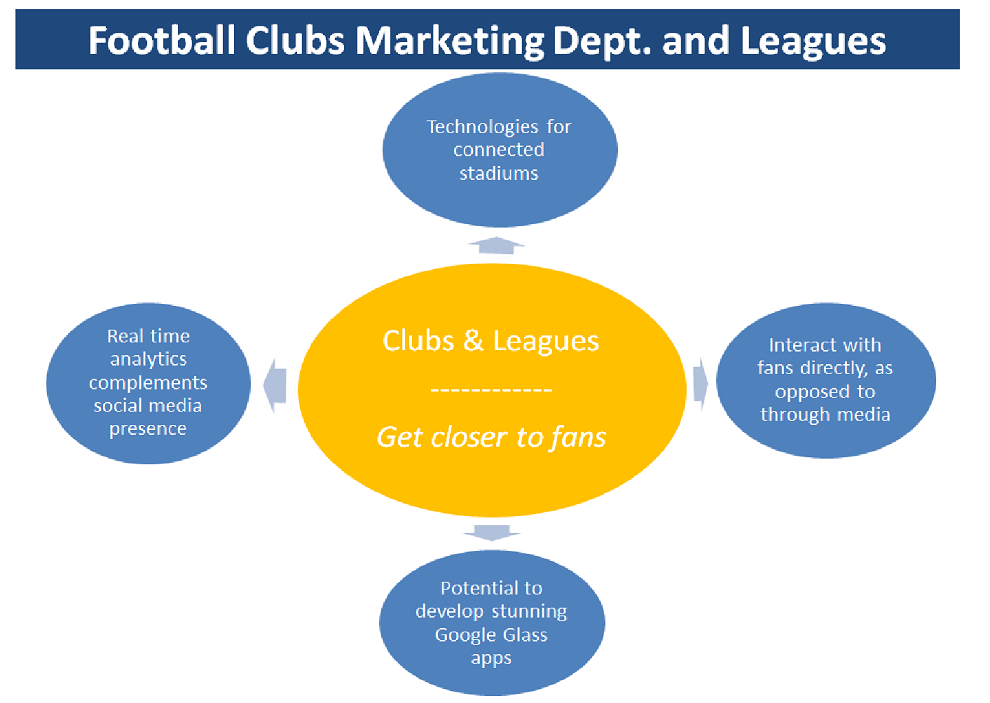 Football Clubs Marketing Dept. and Leagues
Technologies for
connected
stadiums
Real time
analytics
complements
social media
presence
Clubs & Leagues
------------
Get closer to fans
Interact with
fans directly, as
opposed to
through media
Potential to
develop stunning
Google Glass
apps